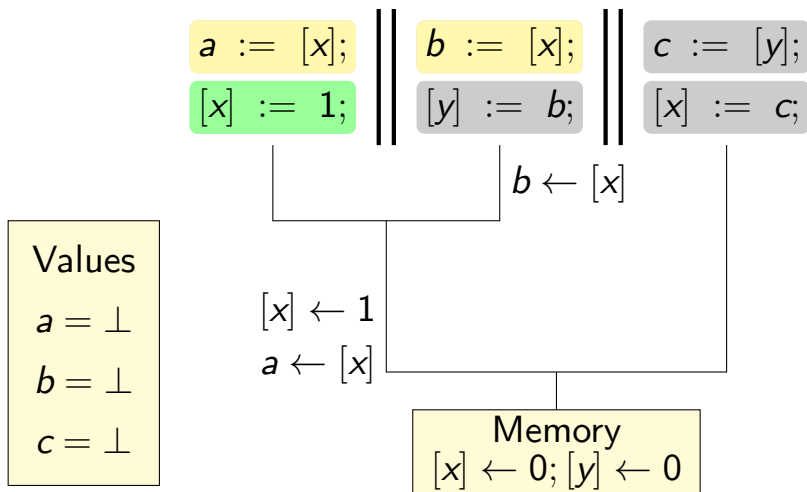 a := [x]; b := [x]; c := [y];
[x] := 1; [y] := b; [x] := c;
b ← [x]
Values
a = ⊥
b = ⊥
c = ⊥
[x] ← 1
a ← [x]
Memory
[x] ← 0; [y] ← 0